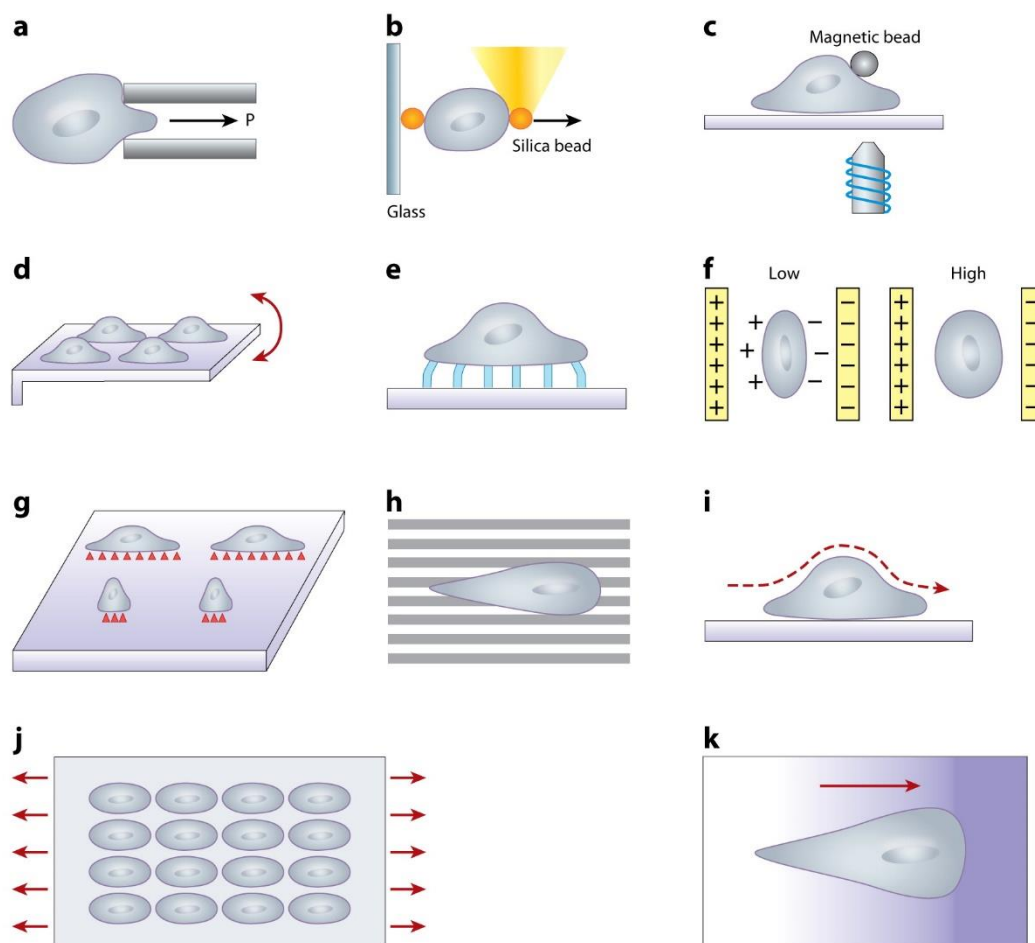 a
b
c
P
Silica bead
Glass
Magnetic bead
d
e
f
Low
High
+ + + + + + +
+ + +
− − −
− − − − − − −
+ + + + + + +
− − − − − − −
g
h
i
j
k